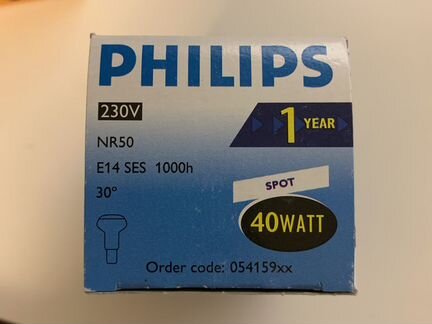 PHILIPS
230V
1 YEAR
NR50
E14 SES 1000h
30°
SPOT
40WATT
Order code: 054159xx